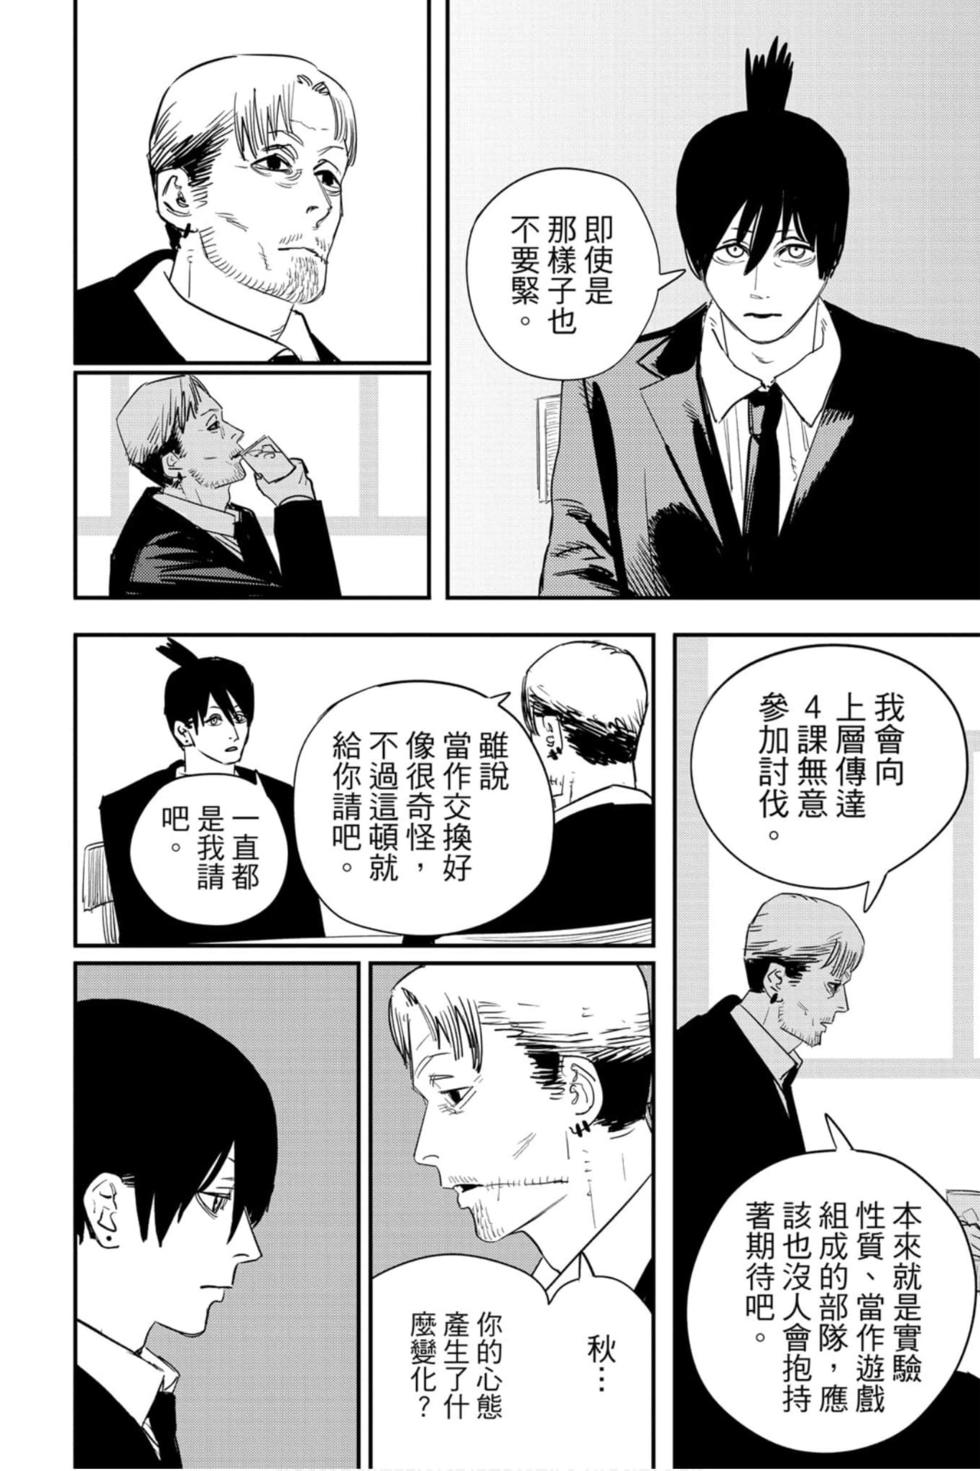 即使是
那樣子也
不要緊。
我會向
上層傳達
4課無意
參加討伐。
本來就是實驗
性質、當作遊戲
組成的部隊，應
該也沒人會抱持
著期待吧。
雖說
當作交換好
像很奇怪，
不過這頓就
給你請吧。
一直都
是我請
吧。
秋…
你的心態
產生了什
麼變化？